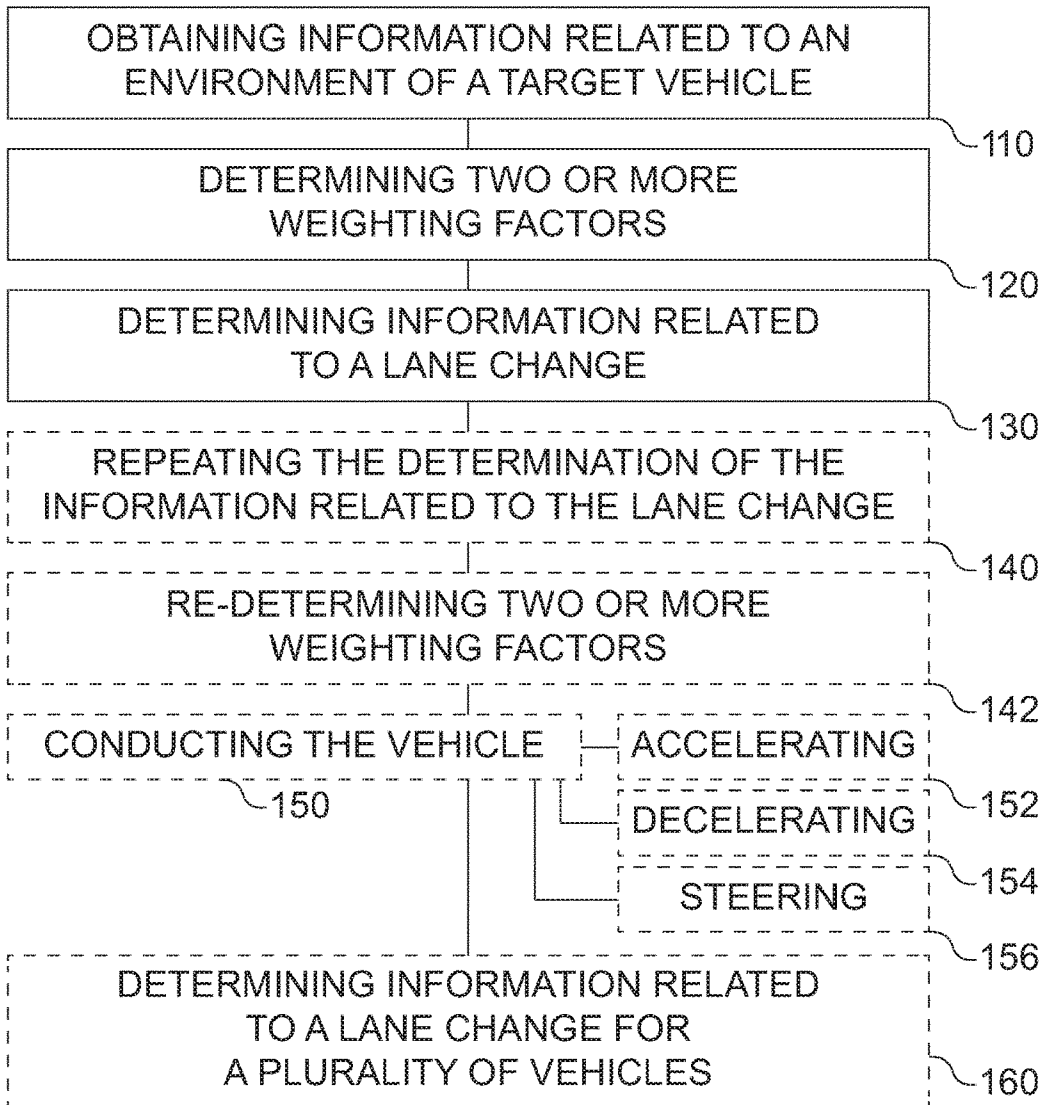 OBTAINING INFORMATION RELATED TO AN
ENVIRONMENT OF A TARGET VEHICLE
110
DETERMINING TWO OR MORE
WEIGHTING FACTORS
120
DETERMINING INFORMATION RELATED
TO A LANE CHANGE
130
REPEATING THE DETERMINATION OF THE
INFORMATION RELATED TO THE LANE CHANGE
140
RE-DETERMINING TWO OR MORE
WEIGHTING FACTORS
142
CONDUCTING THE VEHICLE
150
ACCELERATING
152
DECELERATING
154
STEERING
156
DETERMINING INFORMATION RELATED
TO A LANE CHANGE FOR
A PLURALITY OF VEHICLES
160